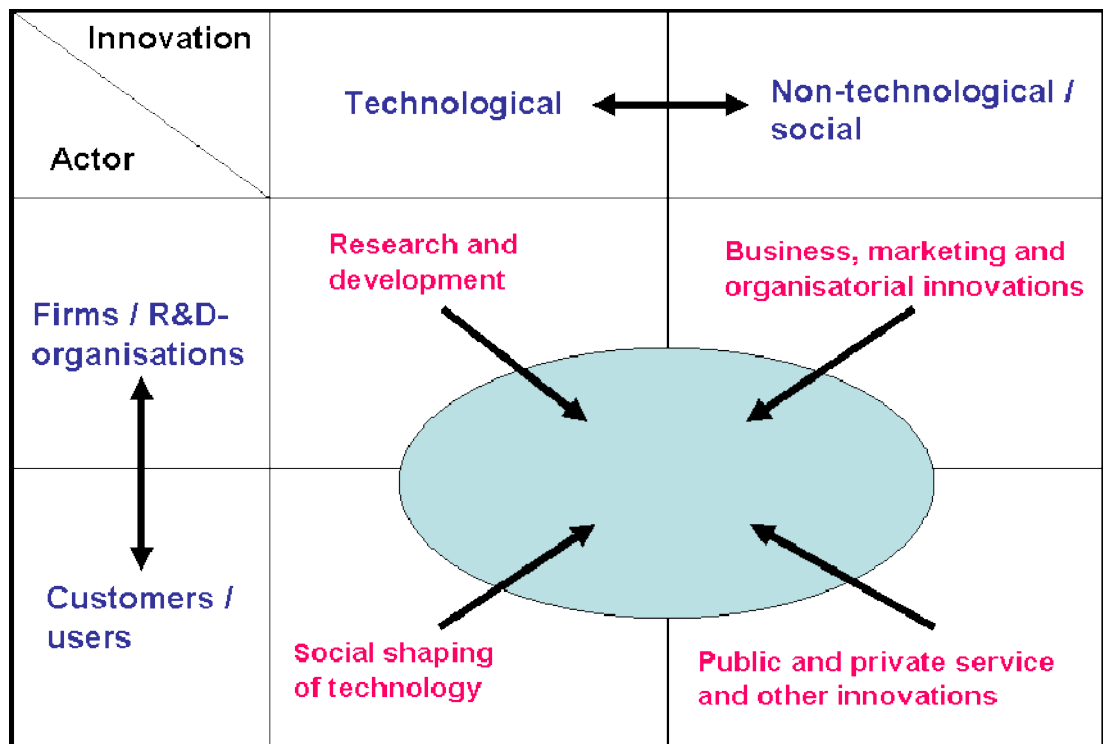 Innovation
Actor
Technological
Non-technological /
social
Firms / R&D-
organisations
Research and
development
Business, marketing and
organisatorial innovations
Customers /
users
Social shaping
of technology
Public and private service
and other innovations